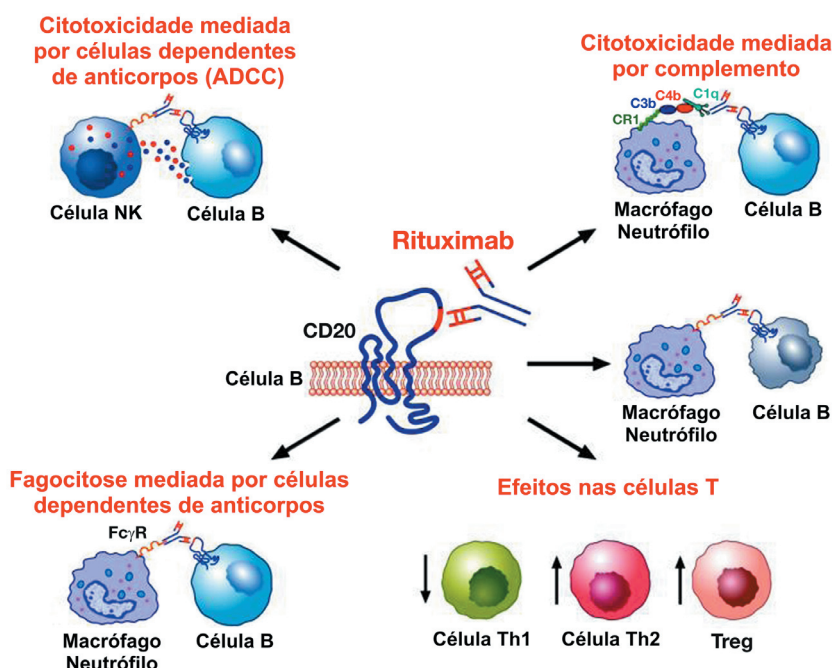 Citotoxicidade mediada
por células dependentes
de anticorpos (ADCC)
Célula NK
Célula B
Citotoxicidade mediada
por complemento
C1q
C4b
C3b
CR1
Macrófago
Neutrófilo
Célula B
Rituximab
CD20
Célula B
Macrófago
Neutrófilo
Célula B
Fagocitose mediada por células
dependentes de anticorpos
FcγR
Macrófago
Neutrófilo
Célula B
Efeitos nas células T
Célula Th1
Célula Th2
Treg